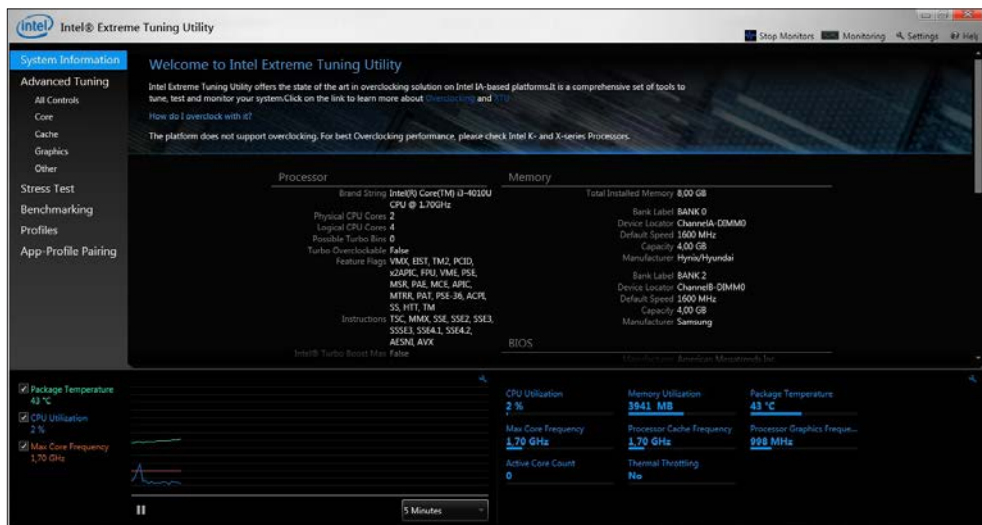 intel Intel® Extreme Tuning Utility
Stop Monitors Monitoring Settings Help
System Information
Advanced Tuning
All Controls
Core
Cache
Graphics
Other
Stress Test
Benchmarking
Profiles
App-Profile Pairing
Welcome to Intel Extreme Tuning Utility
Intel Extreme Tuning Utility offers the state of the art in overclocking solution on Intel IA-based platforms.It is a comprehensive set of tools to
tune, test and monitor your system.Click on the link to learn more about Overclocking and XTU
How do I overclock with it?
The platform does not support overclocking. For best Overclocking performance, please check Intel K- and X-series Processors.
Processor
Brand String Intel(R) Core(TM) i3-4010U
CPU @ 1.70GHz
Physical CPU Cores 2
Logical CPU Cores 4
Possible Turbo Bins 0
Turbo Overclockable False
Feature Flags VMX, EIST, TM2, PCID,
x2APIC, FPU, VME, PSE,
MSR, PAE, MCE, APIC,
MTRR, PAT, PSE-36, ACPI,
SS, HTT, TM
Instructions TSC, MMX, SSE, SSE2, SSE3,
SSSE3, SSE4.1, SSE4.2,
AESNI, AVX
Intel® Turbo Boost Max False
Memory
Total Installed Memory 8,00 GB
Bank Label BANK 0
Device Locator ChannelA-DIMM0
Default Speed 1600 MHz
Capacity 4,00 GB
Manufacturer Hynix/Hyundai
Bank Label BANK 2
Device Locator ChannelB-DIMM0
Default Speed 1600 MHz
Capacity 4,00 GB
Manufacturer Samsung
BIOS
Manufacturer American Megatrends Inc.
Package Temperature
43 °C
CPU Utilization
2 %
Max Core Frequency
1,70 GHz
5 Minutes
CPU Utilization
2 %
Memory Utilization
3941 MB
Package Temperature
43 °C
Max Core Frequency
1,70 GHz
Processor Cache Frequency
1,70 GHz
Processor Graphics Freque...
998 MHz
Active Core Count
0
Thermal Throttling
No